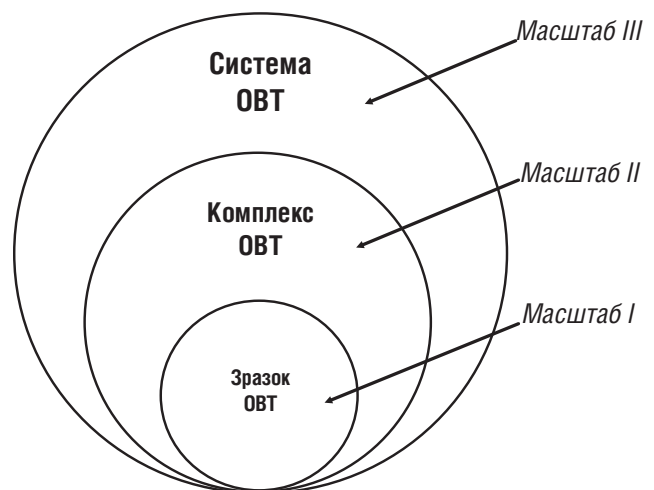 Масштаб III
Система
ОВТ
Масштаб II
Комплекс
ОВТ
Масштаб I
Зразок
ОВТ